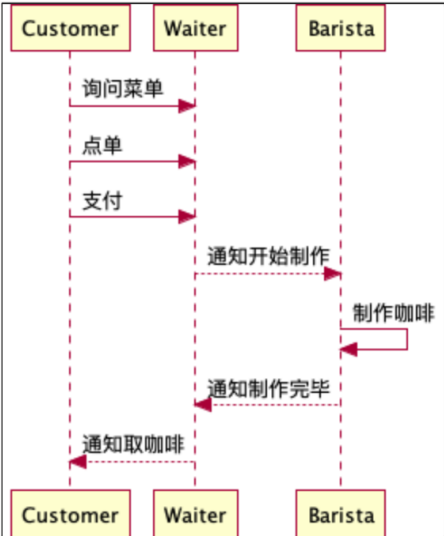 Customer Waiter Barista
询问菜单
点单
支付
通知开始制作
制作咖啡
通知制作完毕
通知取咖啡
Customer Waiter Barista